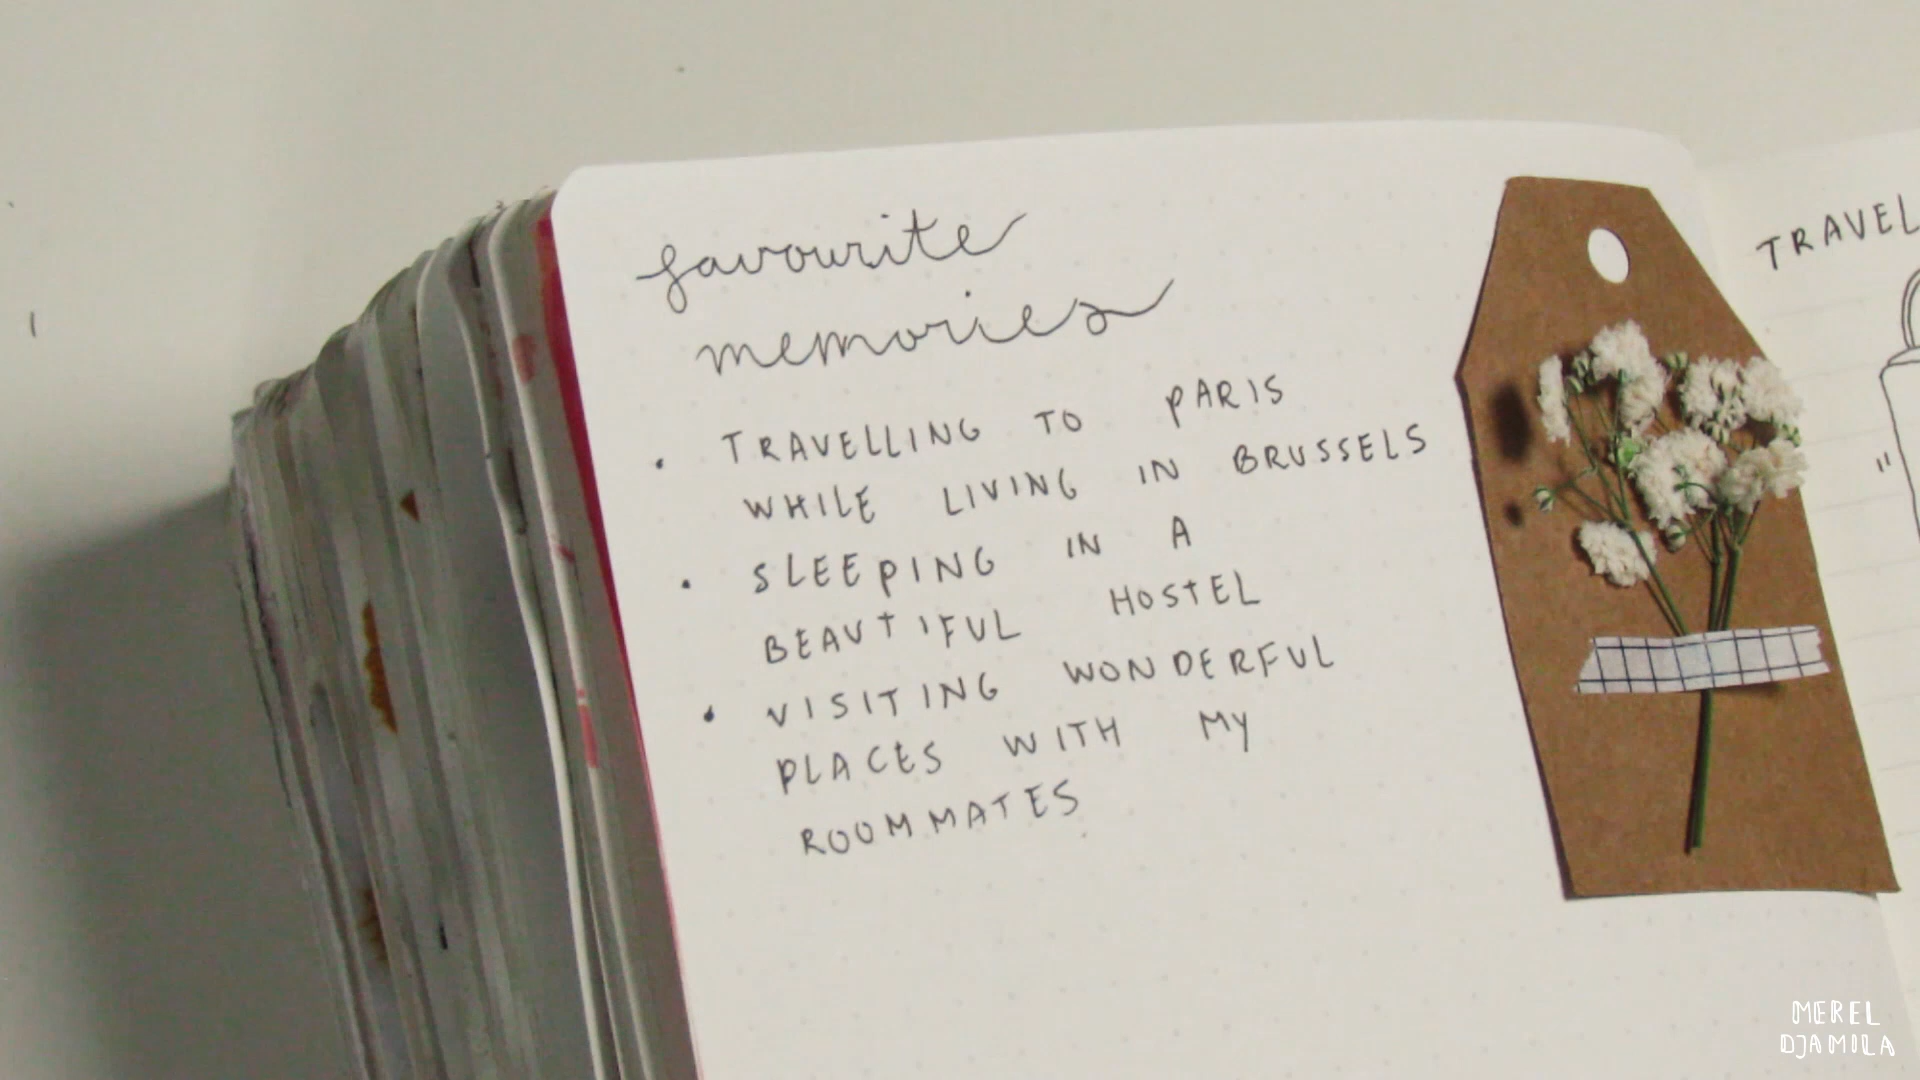 favourite
memories
• TRAVELLING TO PARIS
WHILE LIVING IN BRUSSELS
• SLEEPING IN A
BEAUTIFUL HOSTEL
• VISITING WONDERFUL
PLACES WITH MY
ROOMMATES
TRAVEL
"
MEREL
DJAMILA